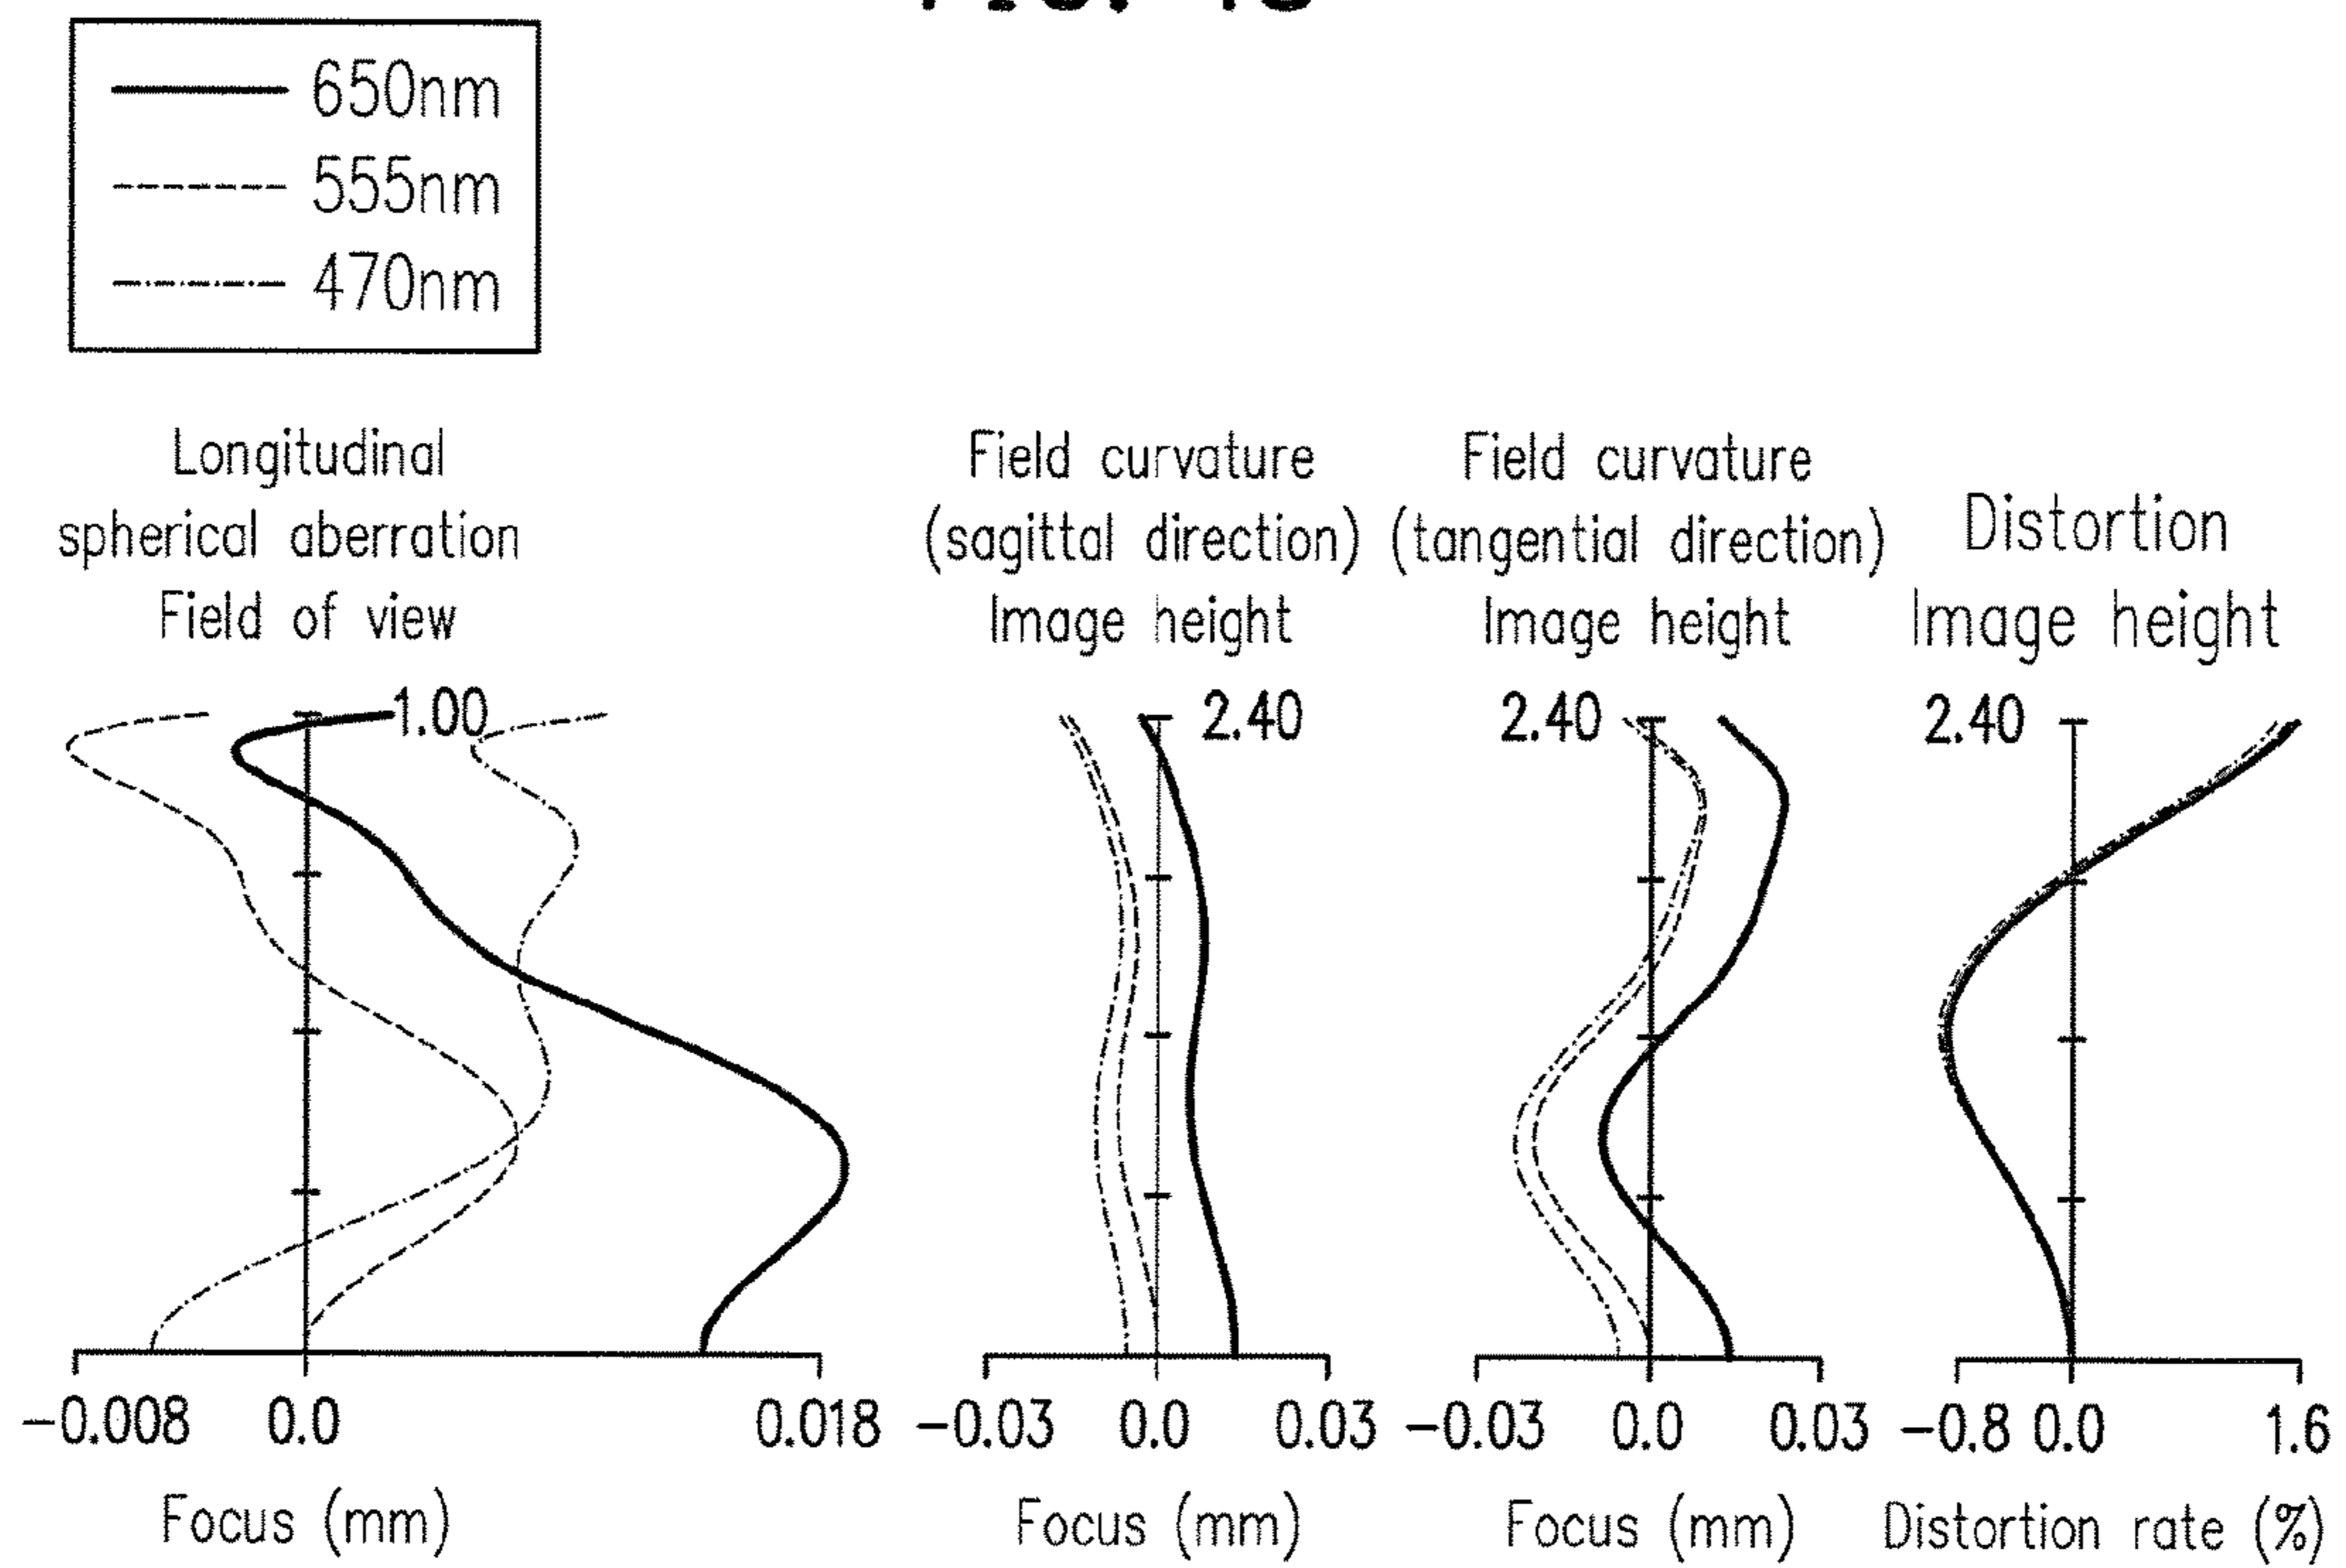 650nm
555nm
470nm
Longitudinal
spherical aberration
Field of view
Field curvature
(sagittal direction)
Image height
Field curvature
(tangential direction)
Image height
Distortion
Image height
1.00
2.40
2.40
2.40
-0.008 0.0 0.018
-0.03 0.0 0.03
-0.03 0.0 0.03
-0.8 0.0 1.6
Focus (mm)
Focus (mm)
Focus (mm)
Distortion rate (%)